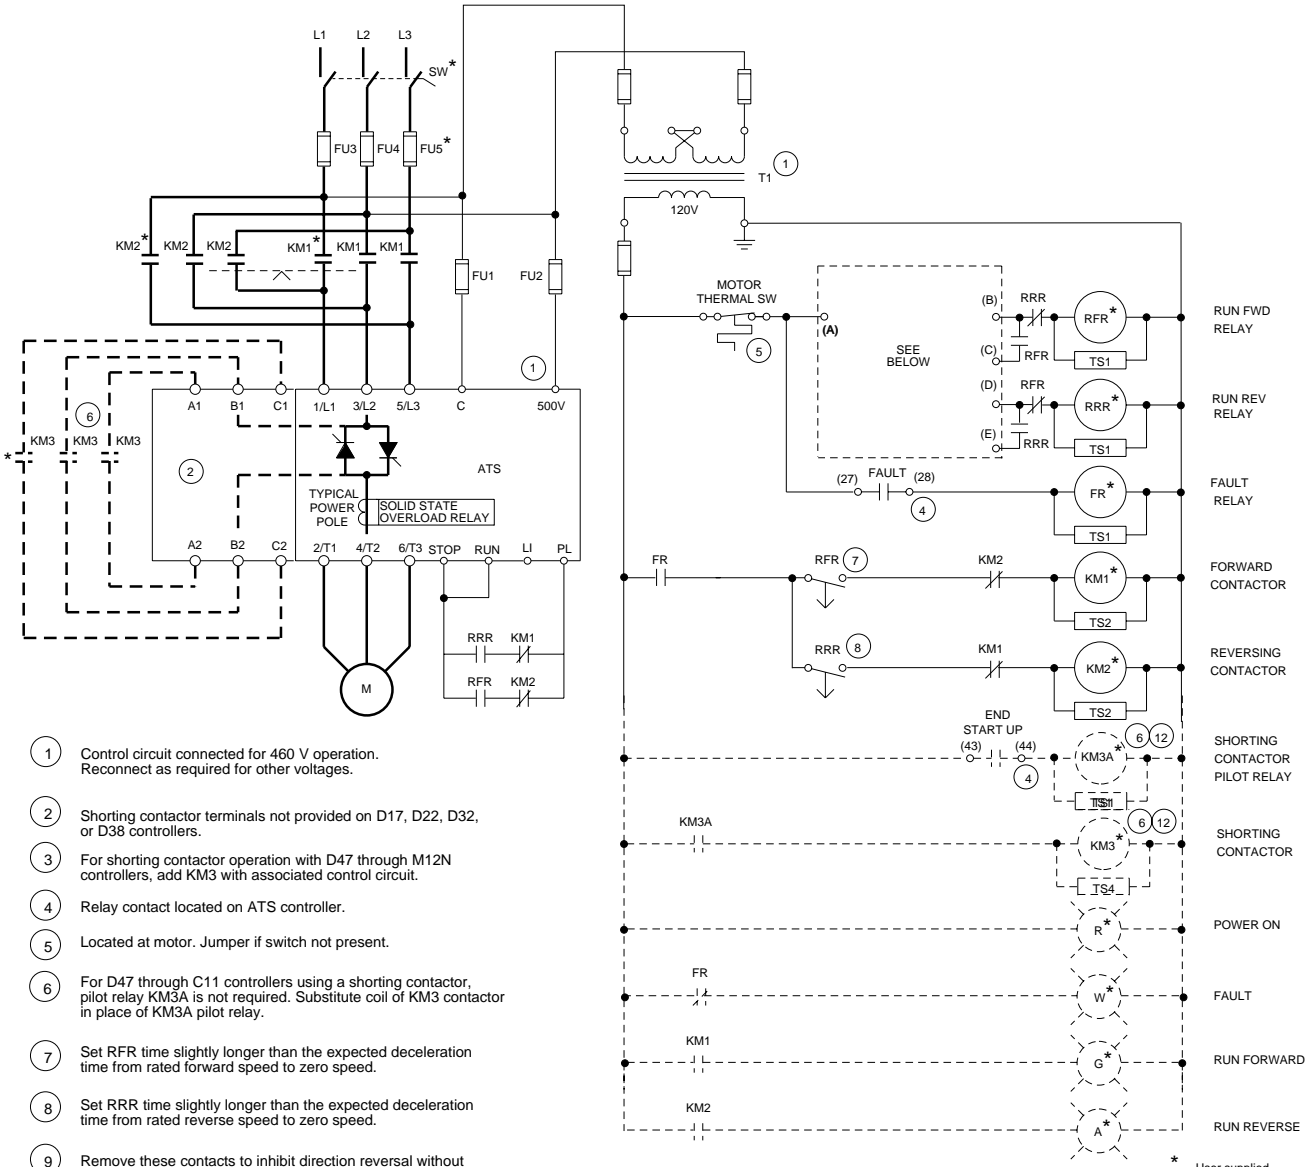 L1 L2 L3
SW*
FU3 FU4 FU5*
1
T1
120V
KM2* KM2 KM2 KM1* KM1 KM1
FU1 FU2
MOTOR
THERMAL SW
5
(A)
SEE
BELOW
(B) RRR RFR* RUN FWD
RELAY
(C) RFR TS1
(D) RFR RRR* RUN REV
RELAY
(E) RRR TS1
1
A1 B1 C1 1/L1 3/L2 5/L3 C 500V
6
* KM3 KM3 KM3
2
ATS
TYPICAL
POWER
POLE
SOLID STATE
OVERLOAD RELAY
(27) FAULT (28) FR* FAULT
RELAY
4
TS1
A2 B2 C2 2/T1 4/T2 6/T3 STOP RUN LI PL
FR RFR 7 KM2 KM1* FORWARD
CONTACTOR
TS2
RRR KM1
RFR KM2
M
RRR 8 KM1 KM2* REVERSING
CONTACTOR
TS2
END
START UP
(43) (44) KM3A* 6 12 SHORTING
CONTACTOR
PILOT RELAY
4
TS1
KM3A KM3* 6 12 SHORTING
CONTACTOR
TS4
R* POWER ON
FR W* FAULT
KM1 G* RUN FORWARD
KM2 A* RUN REVERSE
1 Control circuit connected for 460 V operation.
Reconnect as required for other voltages.
2 Shorting contactor terminals not provided on D17, D22, D32,
or D38 controllers.
3 For shorting contactor operation with D47 through M12N
controllers, add KM3 with associated control circuit.
4 Relay contact located on ATS controller.
5 Located at motor. Jumper if switch not present.
6 For D47 through C11 controllers using a shorting contactor,
pilot relay KM3A is not required. Substitute coil of KM3 contactor
in place of KM3A pilot relay.
7 Set RFR time slightly longer than the expected deceleration
time from rated forward speed to zero speed.
8 Set RRR time slightly longer than the expected deceleration
time from rated reverse speed to zero speed.
9 Remove these contacts to inhibit direction reversal without
* User supplied